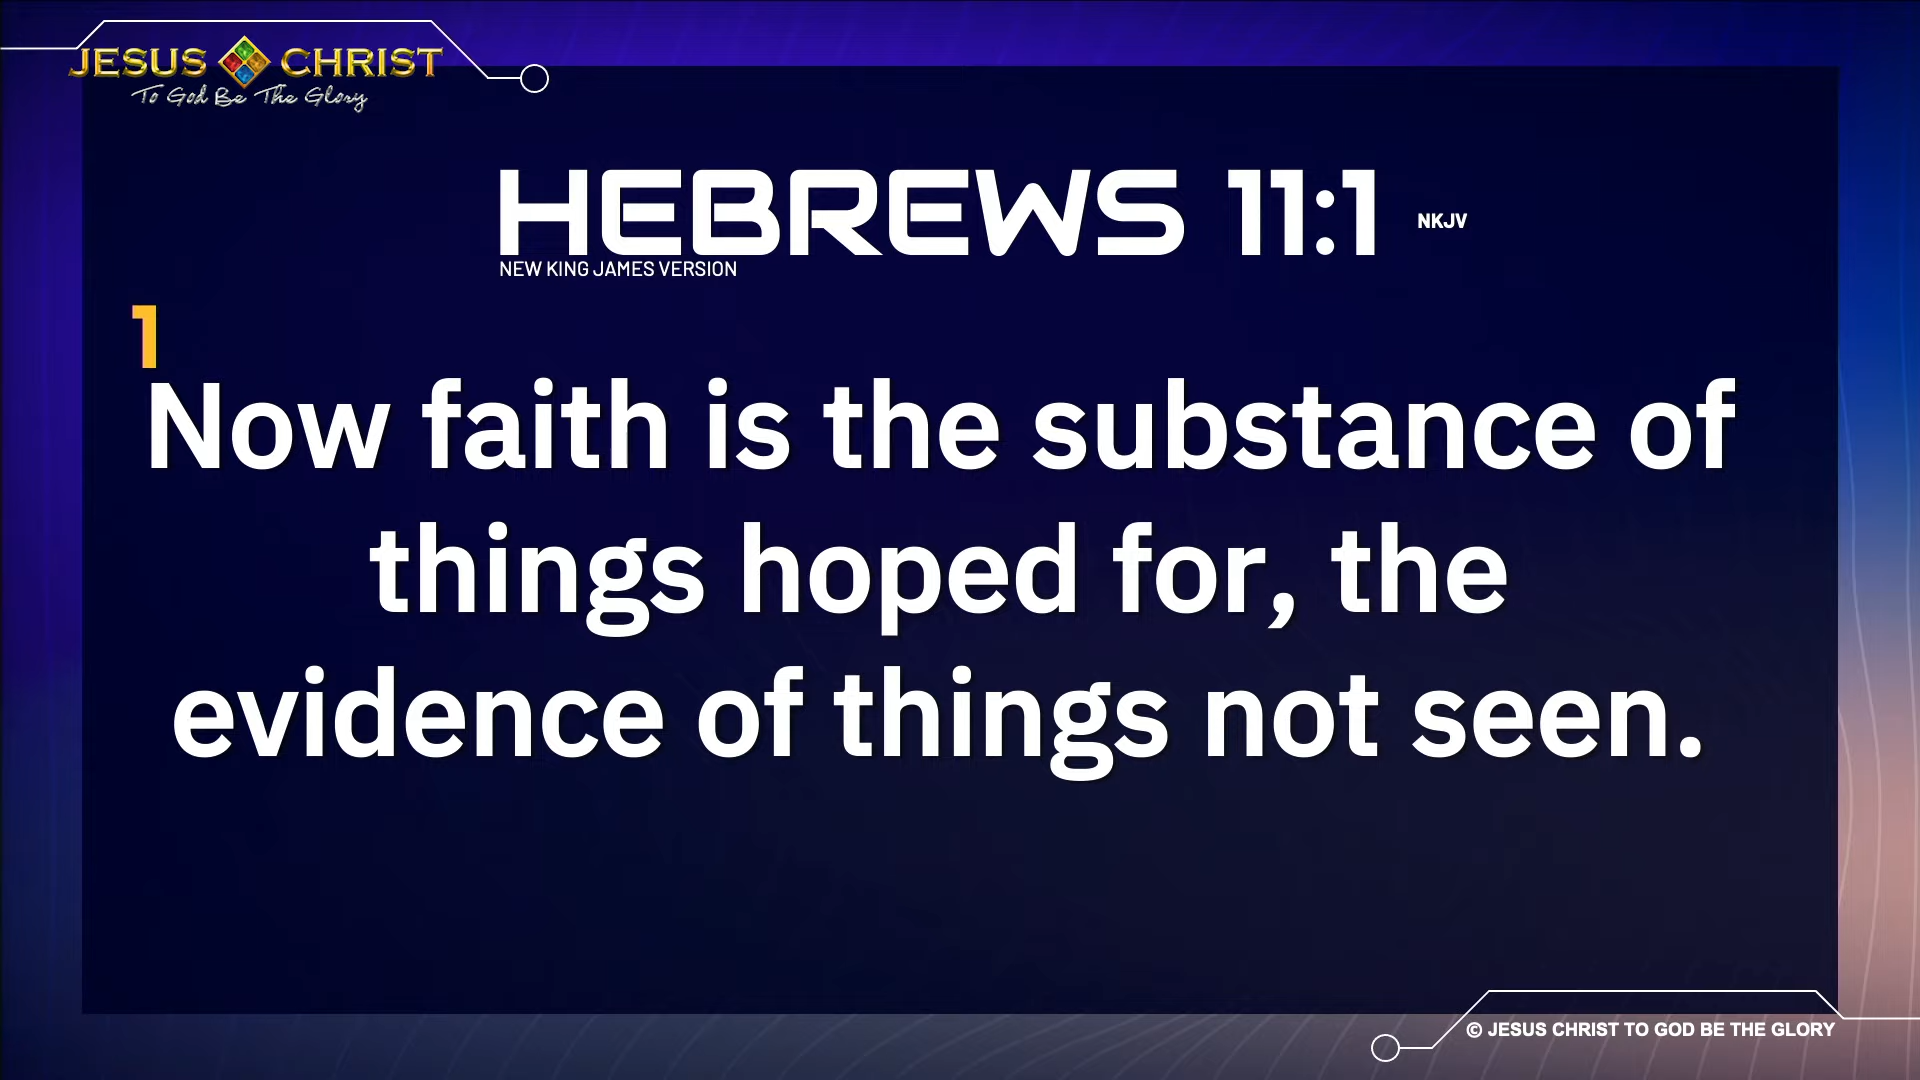 JESUS CHRIST
To God Be The Glory
HEBREWS 11:1 NKJV
NEW KING JAMES VERSION
1
Now faith is the substance of
things hoped for, the
evidence of things not seen.
© JESUS CHRIST TO GOD BE THE GLORY